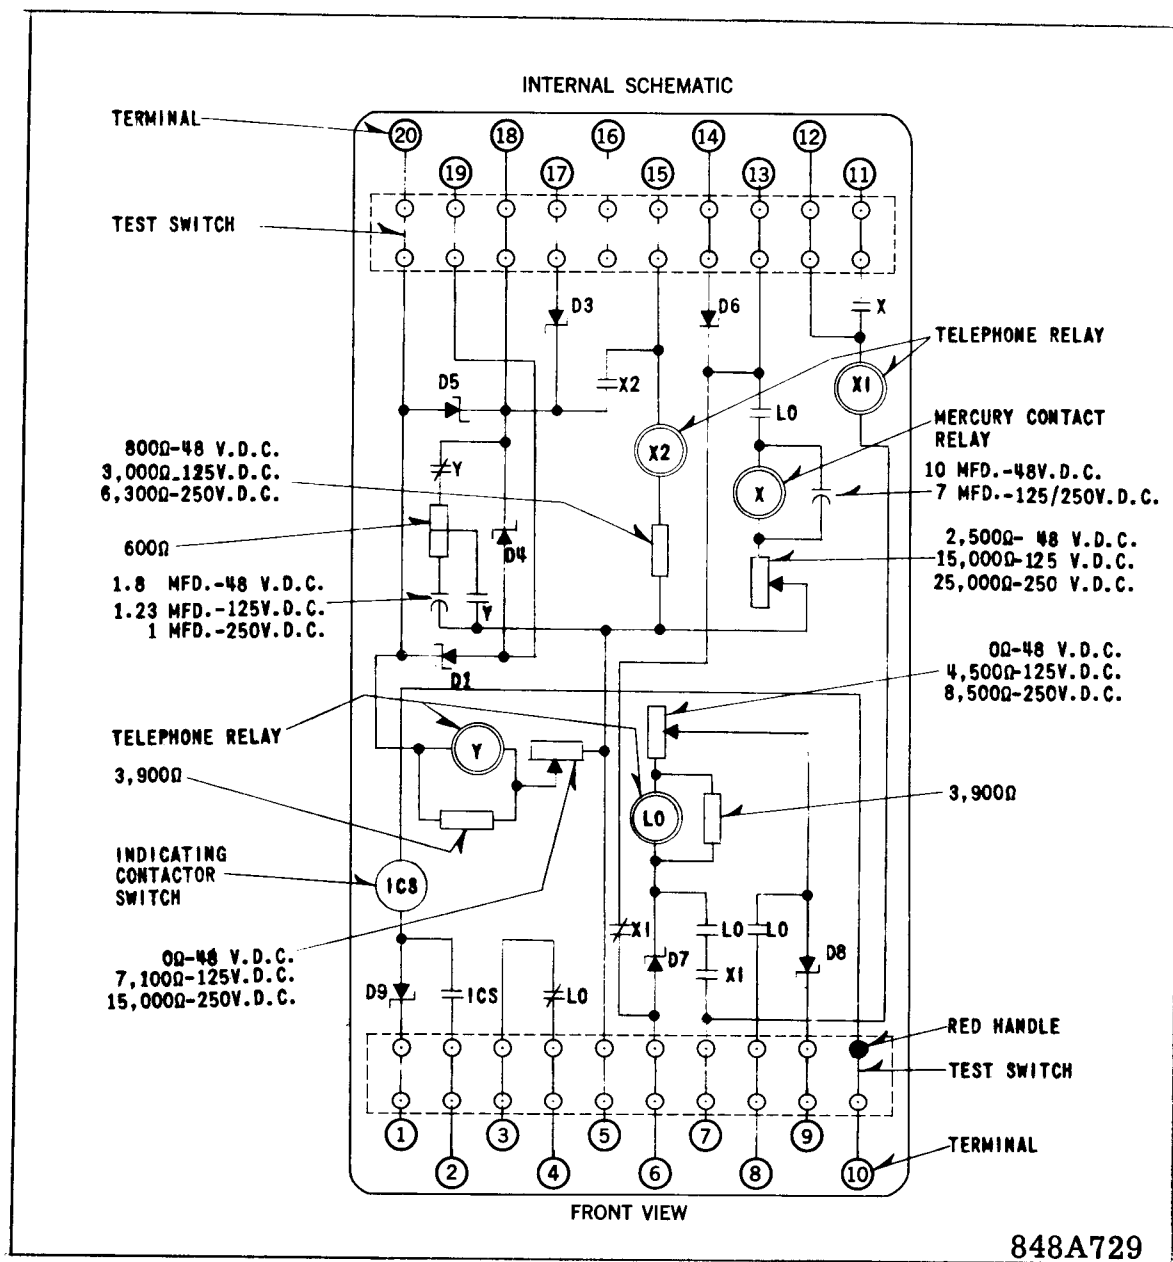 INTERNAL SCHEMATIC
TERMINAL
20
18
16
14
12
19
17
15
13
11
TEST SWITCH
D3
D6
X
TELEPHONE RELAY
D5
X2
LO
X1
MERCURY CONTACT
RELAY
800Ω-48 V.D.C.
3,000Ω-125V.D.C.
6,300Ω-250V.D.C.
Y
X2
X
10 MFD.-48V.D.C.
7 MFD.-125/250V.D.C.
600Ω
D4
2,500Ω- 48 V.D.C.
15,000Ω-125 V.D.C.
25,000Ω-250 V.D.C.
1.8 MFD.-48 V.D.C.
1.23 MFD.-125V.D.C.
1 MFD.-250V.D.C.
Y
D1
0Ω-48 V.D.C.
4,500Ω-125V.D.C.
8,500Ω-250V.D.C.
TELEPHONE RELAY
Y
3,900Ω
LO
3,900Ω
INDICATING
CONTACTOR
SWITCH
ICS
0Ω-48 V.D.C.
7,100Ω-125V.D.C.
15,000Ω-250V.D.C.
X1
D7
LO
LO
D8
X1
D9
ICS
LO
RED HANDLE
TEST SWITCH
1
3
5
7
9
2
4
6
8
10
TERMINAL
FRONT VIEW
848A729